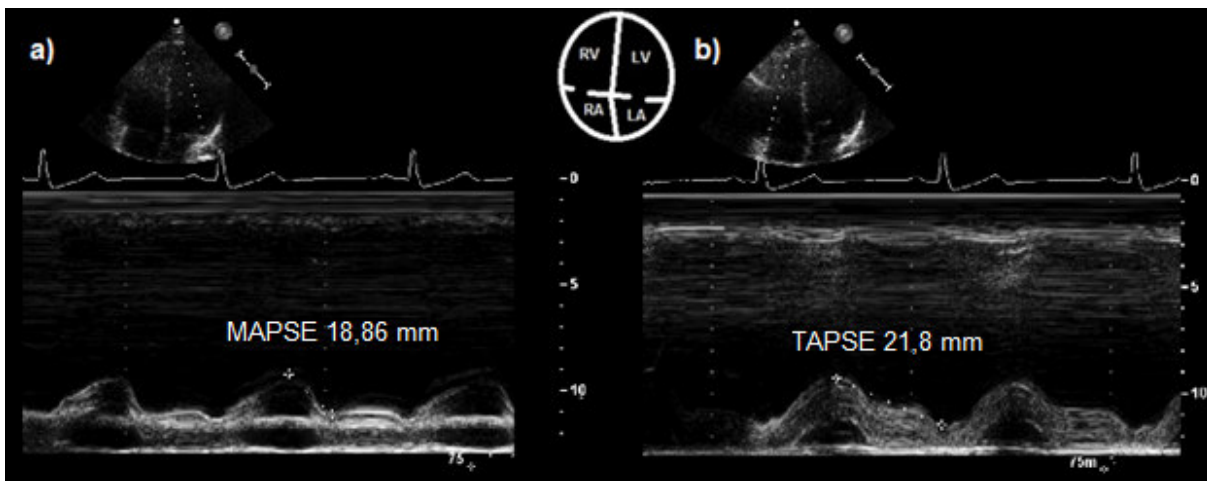 a)
RV LV
RA LA
b)
0
5
10
MAPSE 18,86 mm
75
0
5
10
TAPSE 21,8 mm
75m